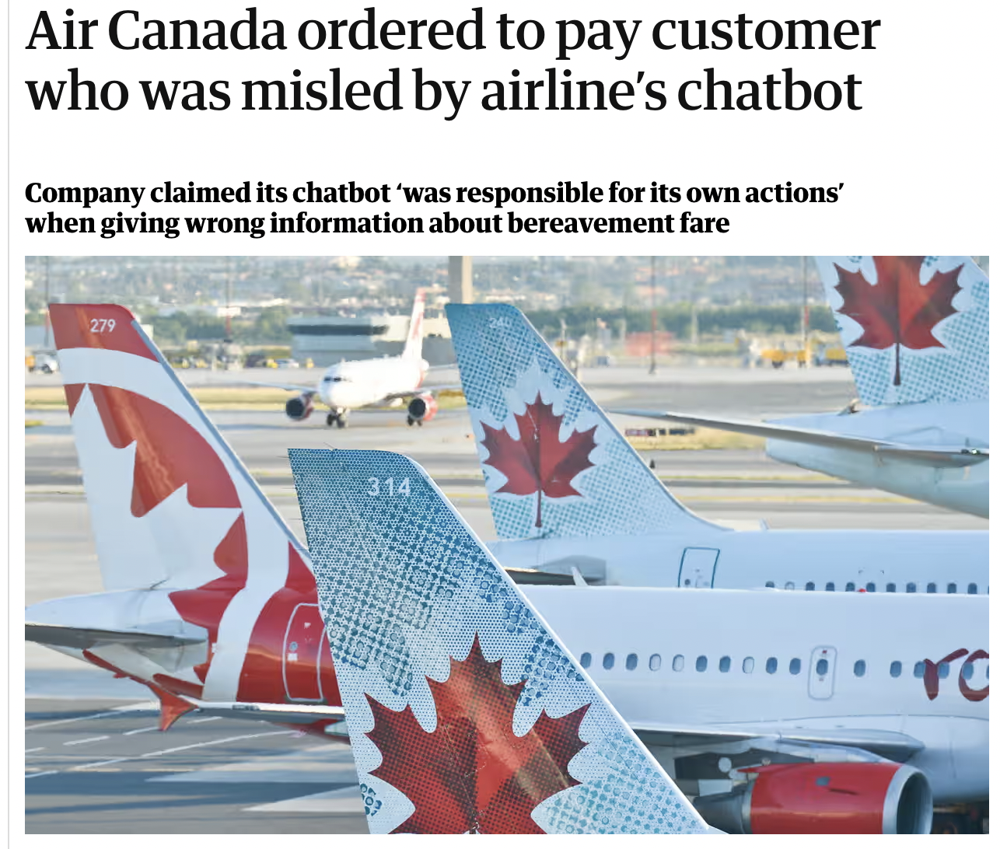 Air Canada ordered to pay customer
who was misled by airline’s chatbot
Company claimed its chatbot ‘was responsible for its own actions’
when giving wrong information about bereavement fare
279
240
314
ro